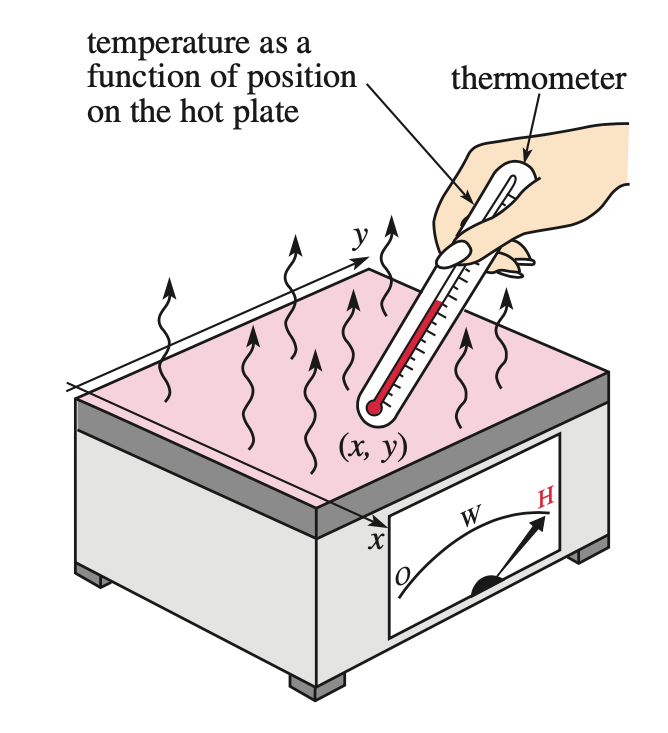 temperature as a
function of position
on the hot plate
thermometer
y
(x, y)
x
O
W
H